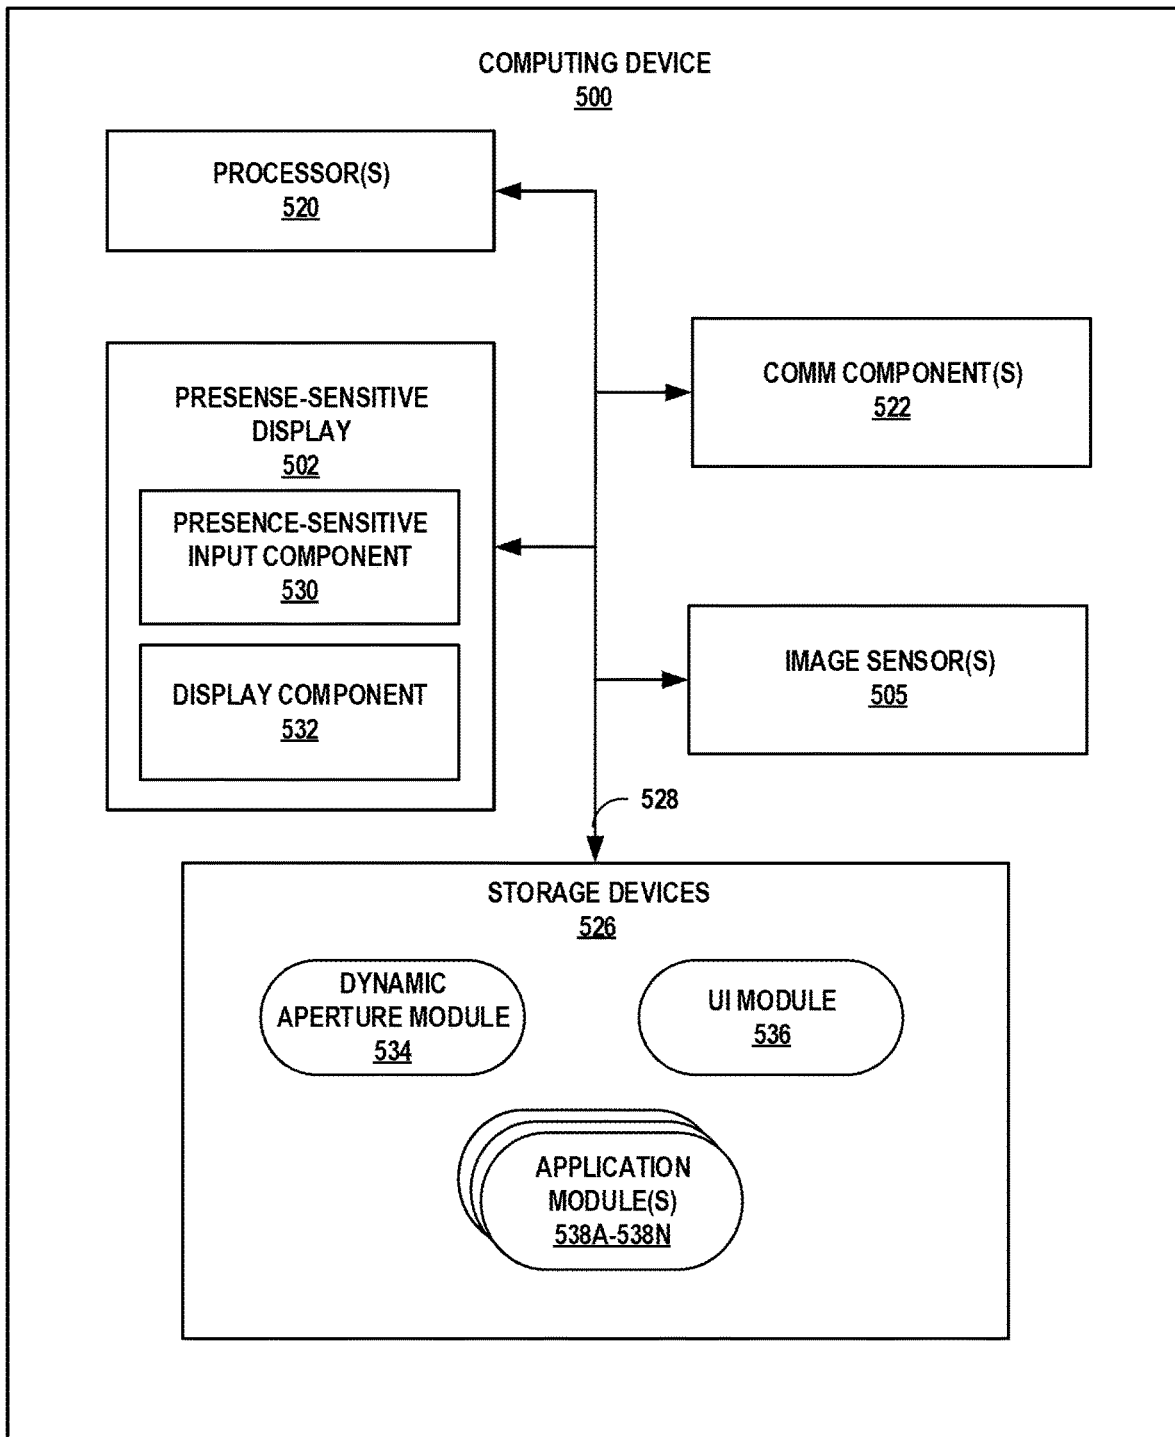 COMPUTING DEVICE
500
PROCESSOR(S)
520
COMM COMPONENT(S)
522
PRESENSE-SENSITIVE
DISPLAY
502
PRESENCE-SENSITIVE
INPUT COMPONENT
530
DISPLAY COMPONENT
532
IMAGE SENSOR(S)
505
528
STORAGE DEVICES
526
DYNAMIC
APERTURE MODULE
534
UI MODULE
536
APPLICATION
MODULE(S)
538A-538N